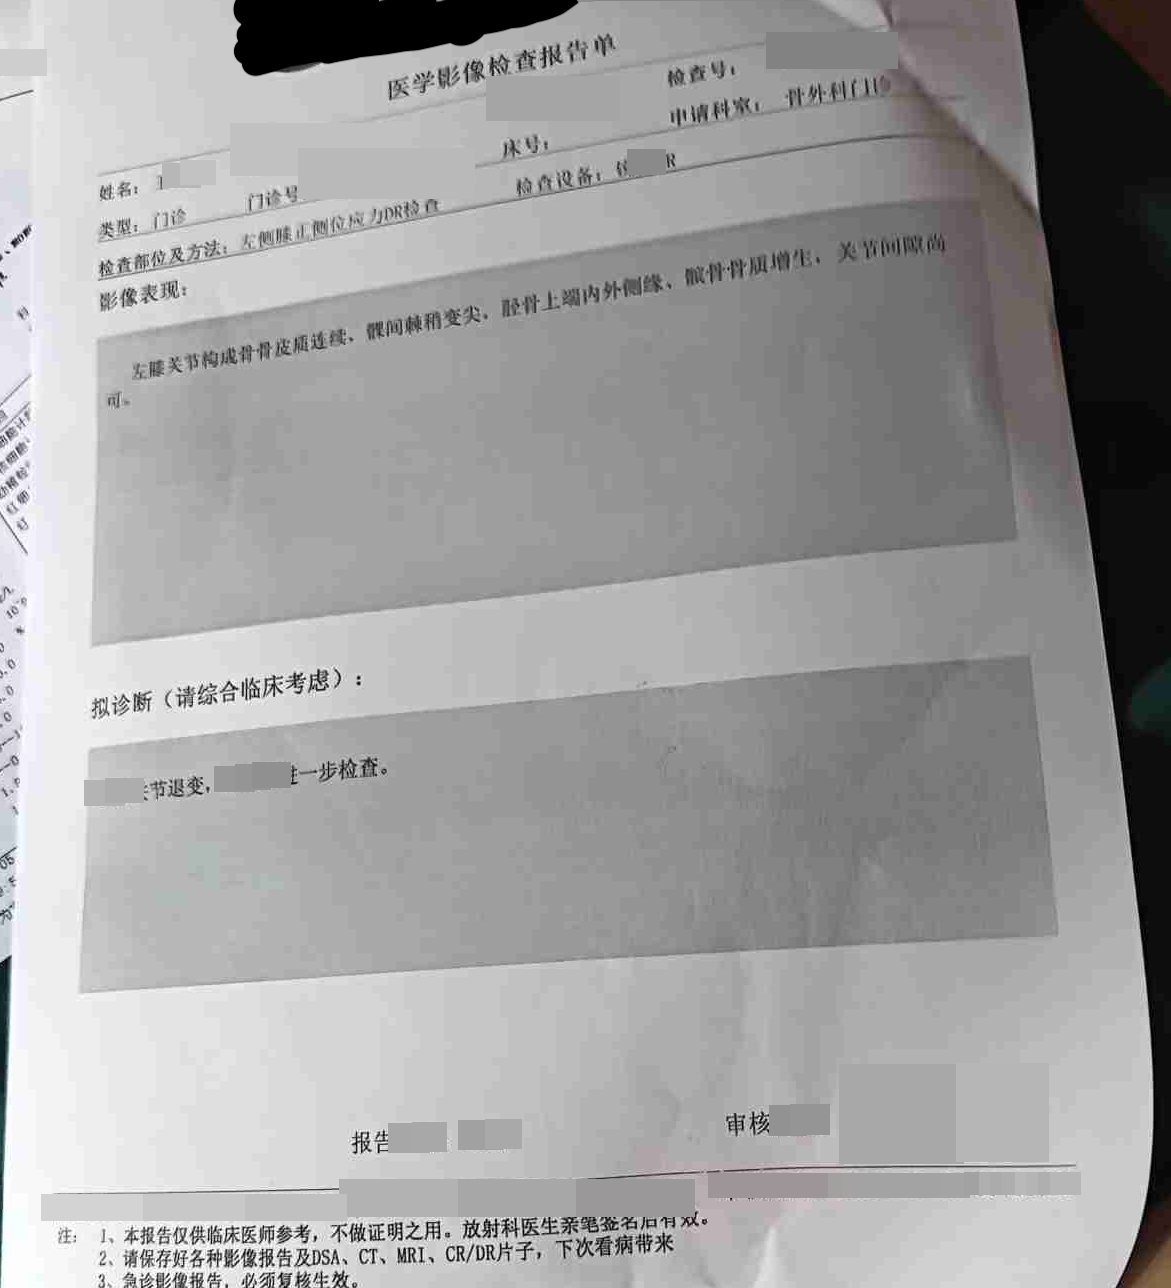 医学影像检查报告单
检查号:
姓名:
床号:
申请科室: 骨外科门诊
类型: 门诊
门诊号
检查设备:
R
检查部位及方法: 左侧膝正侧位应力DR检查
影像表现:
左膝关节构成骨骨皮质连续、髁间棘稍变尖、胫骨上端内外侧缘、髌骨骨质增生, 关节间隙尚
可。
拟诊断(请综合临床考虑):
节退变,
一步检查。
报告
审核
注: 1、本报告仅供临床医师参考, 不做证明之用。放射科医生亲笔签名后有效。
2、请保存好各种影像报告及DSA、CT、MRI、CR/DR片子, 下次看病带来
3、急诊影像报告, 必须复核生效。